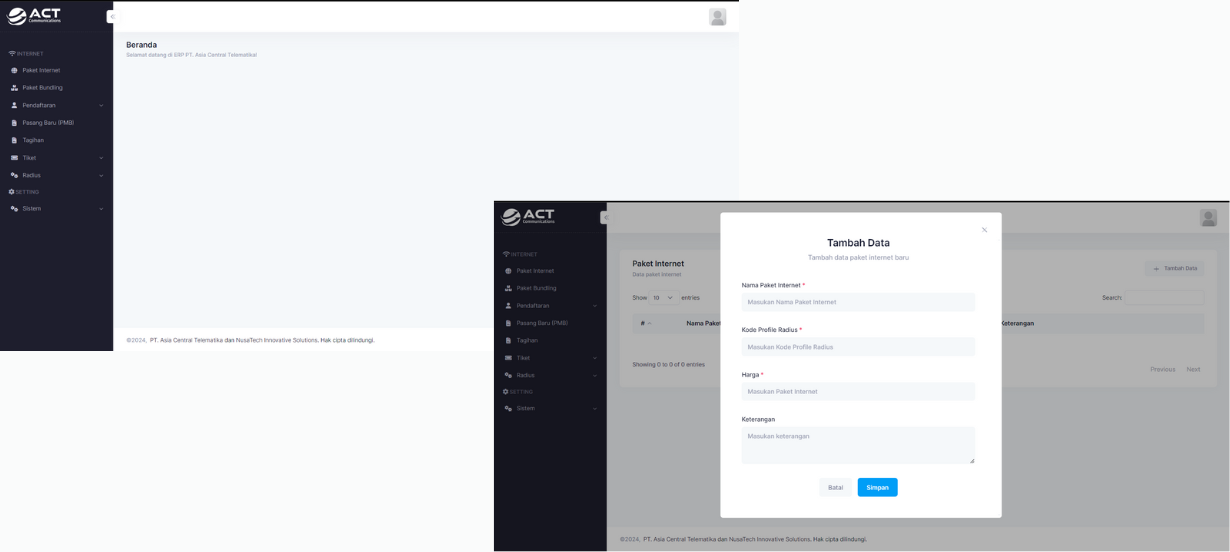 ACT
Communications
Beranda
Selamat datang di ERP PT. Asia Central Telematika!
INTERNET
Paket Internet
Paket Bundling
Pendaftaran
Pasang Baru (PMB)
Tagihan
Tiket
Radius
SETTING
Sistem
©2024, PT. Asia Central Telematika dan NusaTech Innovative Solutions. Hak cipta dilindungi.
ACT
Communications
INTERNET
Paket Internet
Paket Bundling
Pendaftaran
Pasang Baru (PMB)
Tagihan
Tiket
Radius
SETTING
Sistem
Paket Internet
Data paket internet
+ Tambah Data
Show 10 entries
Search:
# Nama Paket Keterangan
Showing 0 to 0 of 0 entries
Previous Next
Tambah Data
Tambah data paket internet baru
Nama Paket Internet *
Masukan Nama Paket Internet
Kode Profile Radius *
Masukan Kode Profile Radius
Harga *
Masukan Paket Internet
Keterangan
Masukan keterangan
Batal Simpan
©2024, PT. Asia Central Telematika dan NusaTech Innovative Solutions. Hak cipta dilindungi.